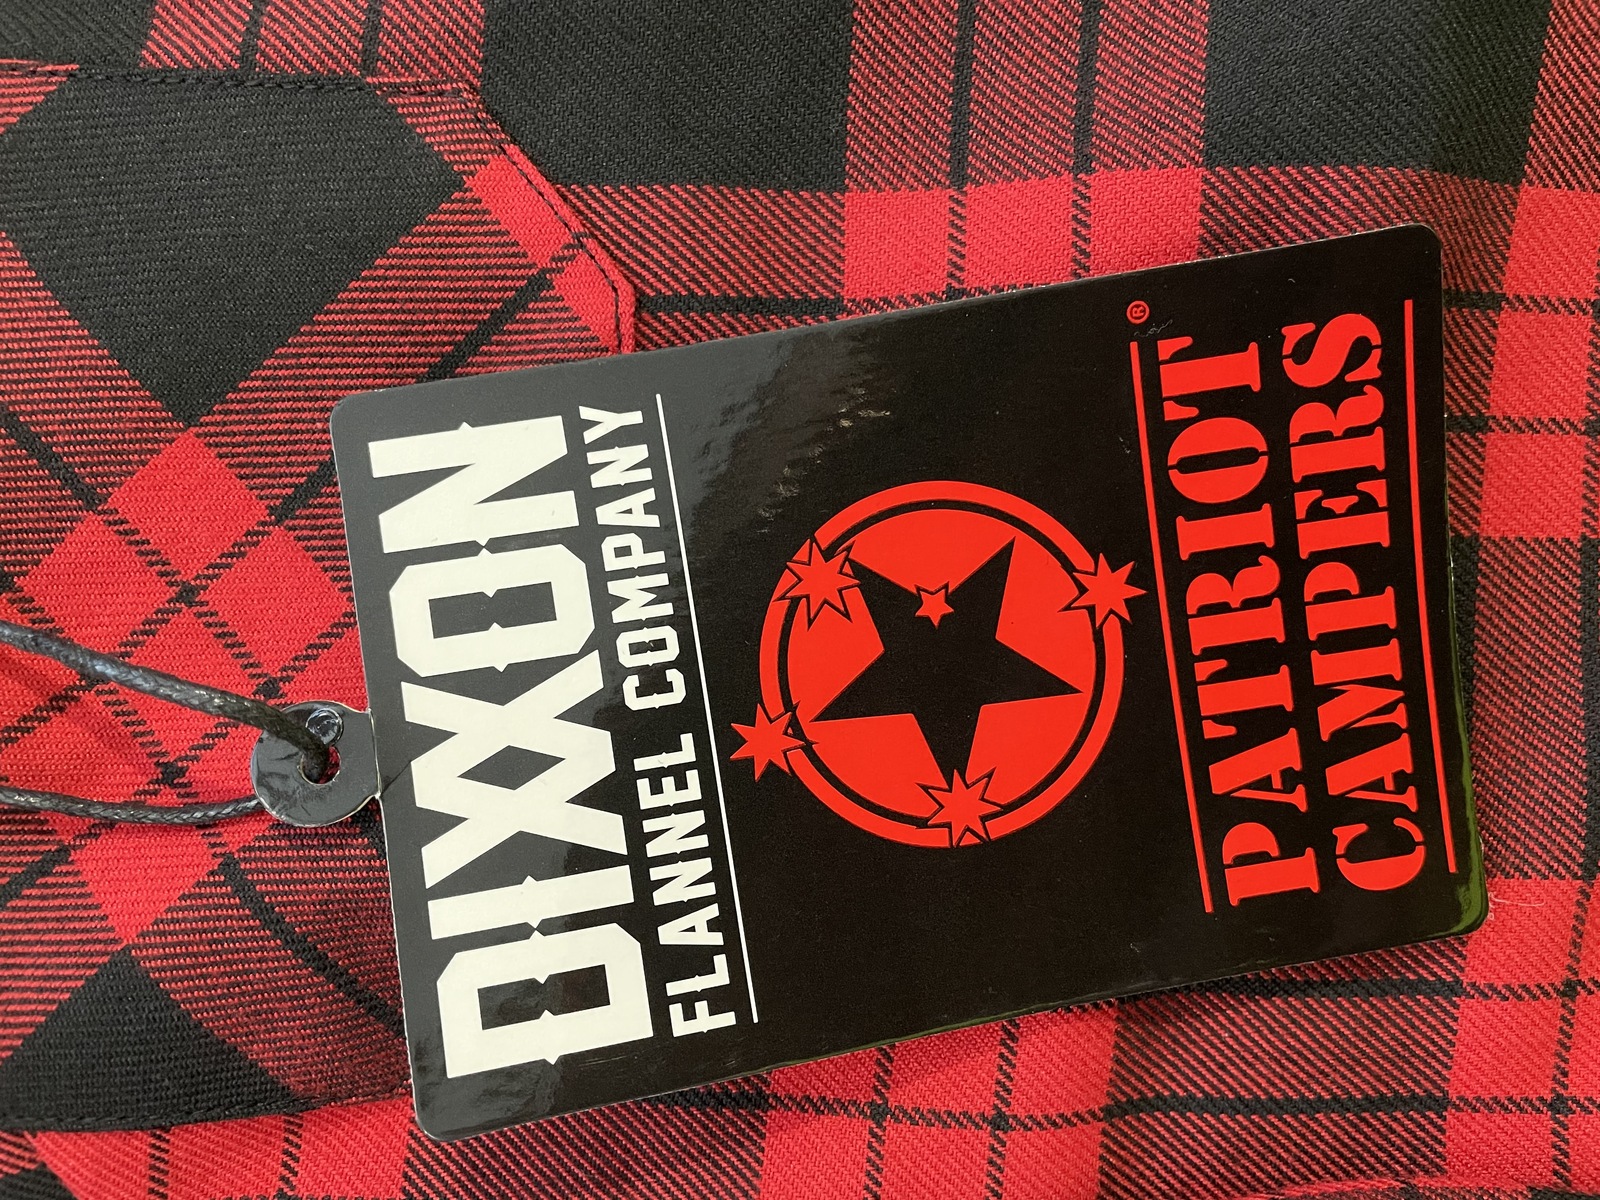 DIXXON
FLANNEL COMPANY
®
PATRIOT
CAMPERS